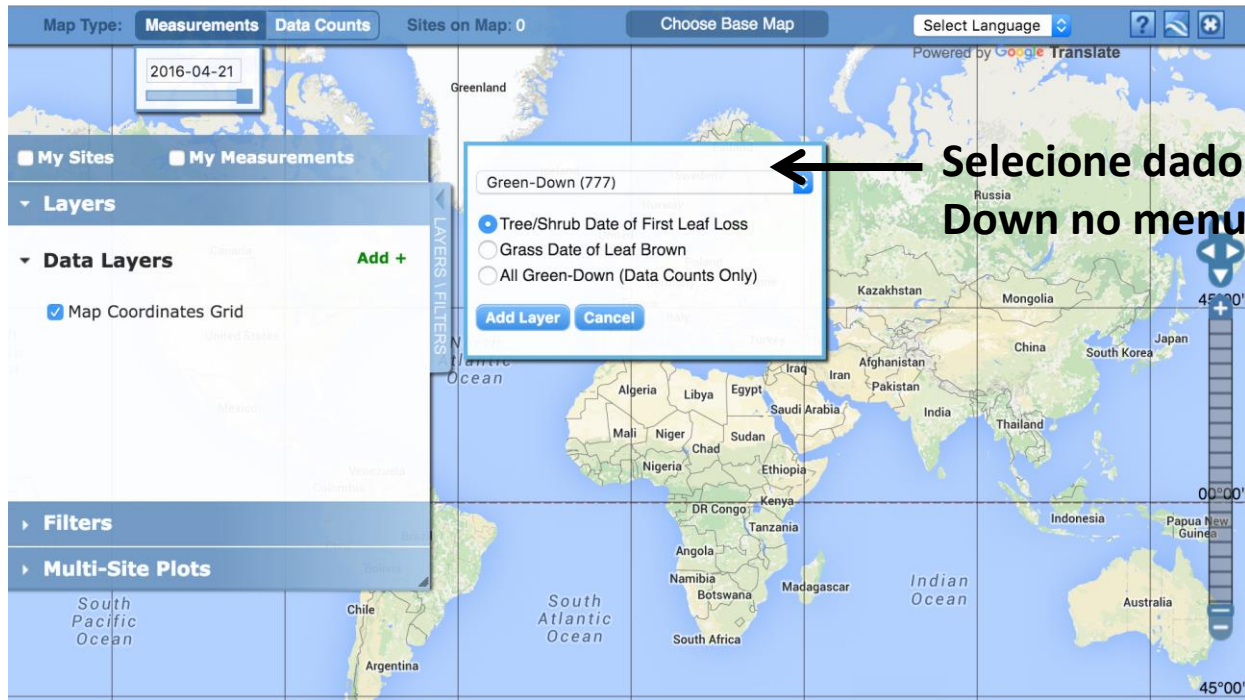 Map Type: Measurements Data Counts Sites on Map: 0 Choose Base Map Select Language ?
Powered by Google Translate
2016-04-21
Greenland
My Sites My Measurements
Layers
Data Layers Add +
Map Coordinates Grid
LAYERS \ FILTERS
Filters
Multi-Site Plots
Green-Down (777)
Tree/Shrub Date of First Leaf Loss
Grass Date of Leaf Brown
All Green-Down (Data Counts Only)
Add Layer Cancel
Selecione dado
Down no menu
Russia
Kazakhstan
Mongolia
45°00'
China
South Korea
Japan
Afghanistan
Iraq
Iran
Pakistan
Ocean
Algeria
Libya
Egypt
Saudi Arabia
India
Thailand
Mali
Niger
Chad
Sudan
Nigeria
Ethiopia
DR Congo
Kenya
00°00'
Tanzania
Indonesia
Papua New
Guinea
Angola
Namibia
Botswana
Madagascar
Indian
Ocean
Australia
South
Pacific
Ocean
Chile
South
Atlantic
Ocean
South Africa
Argentina
45°00'